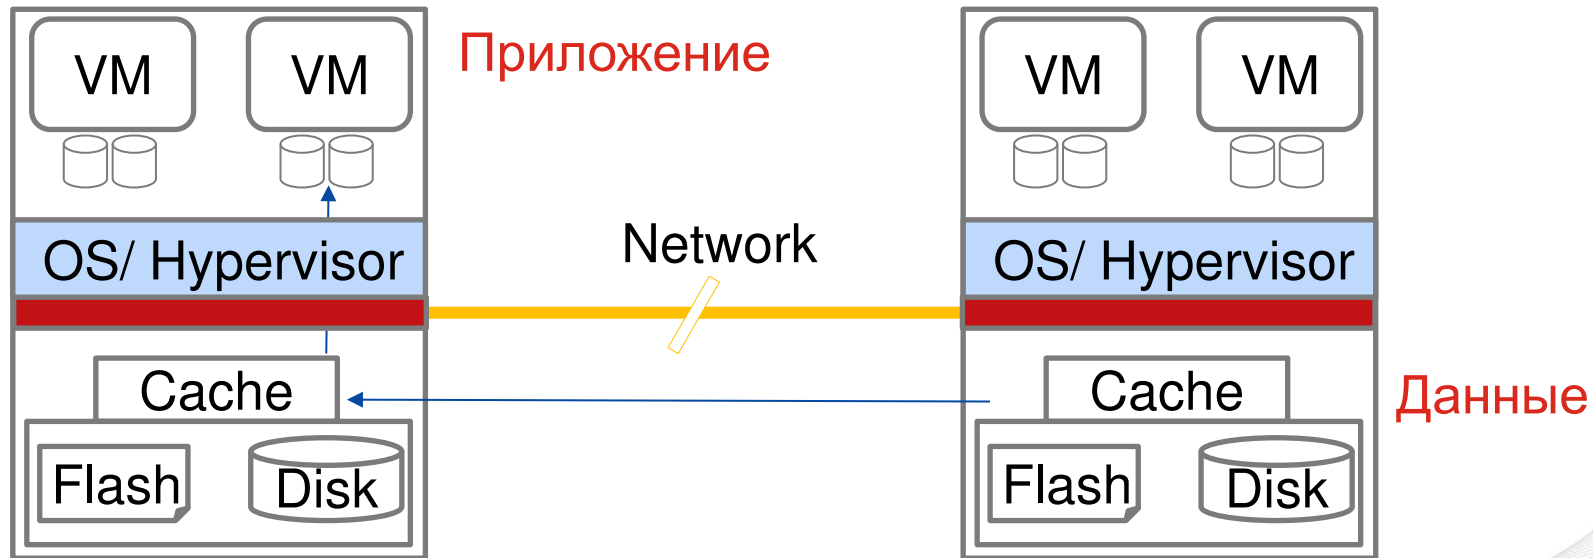 VM
VM
Приложение
OS/ Hypervisor
Cache
Flash
Disk
Network
VM
VM
OS/ Hypervisor
Cache
Flash
Disk
Данные